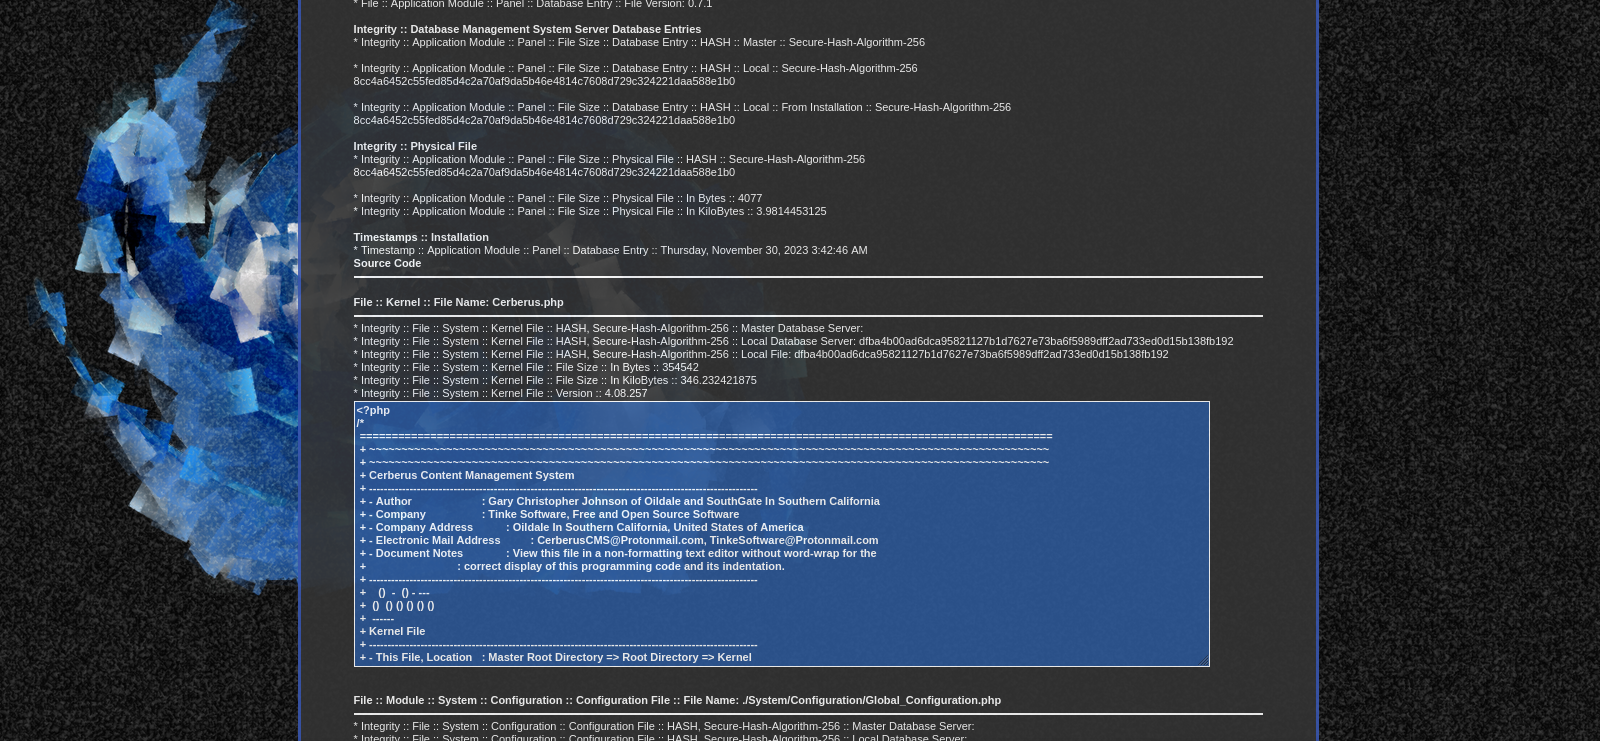 * File :: Application Module :: Panel :: Database Entry :: File Version: 0.7.1
Integrity :: Database Management System Server Database Entries
* Integrity :: Application Module :: Panel :: File Size :: Database Entry :: HASH :: Master :: Secure-Hash-Algorithm-256
* Integrity :: Application Module :: Panel :: File Size :: Database Entry :: HASH :: Local :: Secure-Hash-Algorithm-256
8cc4a6452c55fed85d4c2a70af9da5b46e4814c7608d729c324221daa588e1b0
* Integrity :: Application Module :: Panel :: File Size :: Database Entry :: HASH :: Local :: From Installation :: Secure-Hash-Algorithm-256
8cc4a6452c55fed85d4c2a70af9da5b46e4814c7608d729c324221daa588e1b0
Integrity :: Physical File
* Integrity :: Application Module :: Panel :: File Size :: Physical File :: HASH :: Secure-Hash-Algorithm-256
8cc4a6452c55fed85d4c2a70af9da5b46e4814c7608d729c324221daa588e1b0
* Integrity :: Application Module :: Panel :: File Size :: Physical File :: In Bytes :: 4077
* Integrity :: Application Module :: Panel :: File Size :: Physical File :: In KiloBytes :: 3.9814453125
Timestamps :: Installation
* Timestamp :: Application Module :: Panel :: Database Entry :: Thursday, November 30, 2023 3:42:46 AM
Source Code
File :: Kernel :: File Name: Cerberus.php
* Integrity :: File :: System :: Kernel File :: HASH, Secure-Hash-Algorithm-256 :: Master Database Server:
* Integrity :: File :: System :: Kernel File :: HASH, Secure-Hash-Algorithm-256 :: Local Database Server: dfba4b00ad6dca95821127b1d7627e73ba6f5989dff2ad733ed0d15b138fb192
* Integrity :: File :: System :: Kernel File :: HASH, Secure-Hash-Algorithm-256 :: Local File: dfba4b00ad6dca95821127b1d7627e73ba6f5989dff2ad733ed0d15b138fb192
* Integrity :: File :: System :: Kernel File :: File Size :: In Bytes :: 354542
* Integrity :: File :: System :: Kernel File :: File Size :: In KiloBytes :: 346.232421875
* Integrity :: File :: System :: Kernel File :: Version :: 4.08.257
<?php
/*
==============================================================================================================
+ ~~~~~~~~~~~~~~~~~~~~~~~~~~~~~~~~~~~~~~~~~~~~~~~~~~~~~~~~~~~~~~~~~~~~~~~~~~~~~~~~~~~~~~~~~~~~~~~~~~~~~~~~~~
+ ~~~~~~~~~~~~~~~~~~~~~~~~~~~~~~~~~~~~~~~~~~~~~~~~~~~~~~~~~~~~~~~~~~~~~~~~~~~~~~~~~~~~~~~~~~~~~~~~~~~~~~~~~~
+ Cerberus Content Management System
+ ----------------------------------------------------------------------------------------------------------
+ - Author : Gary Christopher Johnson of Oildale and SouthGate In Southern California
+ - Company : Tinke Software, Free and Open Source Software
+ - Company Address : Oildale In Southern California, United States of America
+ - Electronic Mail Address : CerberusCMS@Protonmail.com, TinkeSoftware@Protonmail.com
+ - Document Notes : View this file in a non-formatting text editor without word-wrap for the
+ : correct display of this programming code and its indentation.
+ ----------------------------------------------------------------------------------------------------------
+ () - () - ---
+ () () () () () ()
+ ------
+ Kernel File
+ ----------------------------------------------------------------------------------------------------------
+ - This File, Location : Master Root Directory => Root Directory => Kernel
File :: Module :: System :: Configuration :: Configuration File :: File Name: ./System/Configuration/Global_Configuration.php
* Integrity :: File :: System :: Configuration :: Configuration File :: HASH, Secure-Hash-Algorithm-256 :: Master Database Server:
* Integrity :: File :: System :: Configuration :: Configuration File :: HASH, Secure-Hash-Algorithm-256 :: Local Database Server: